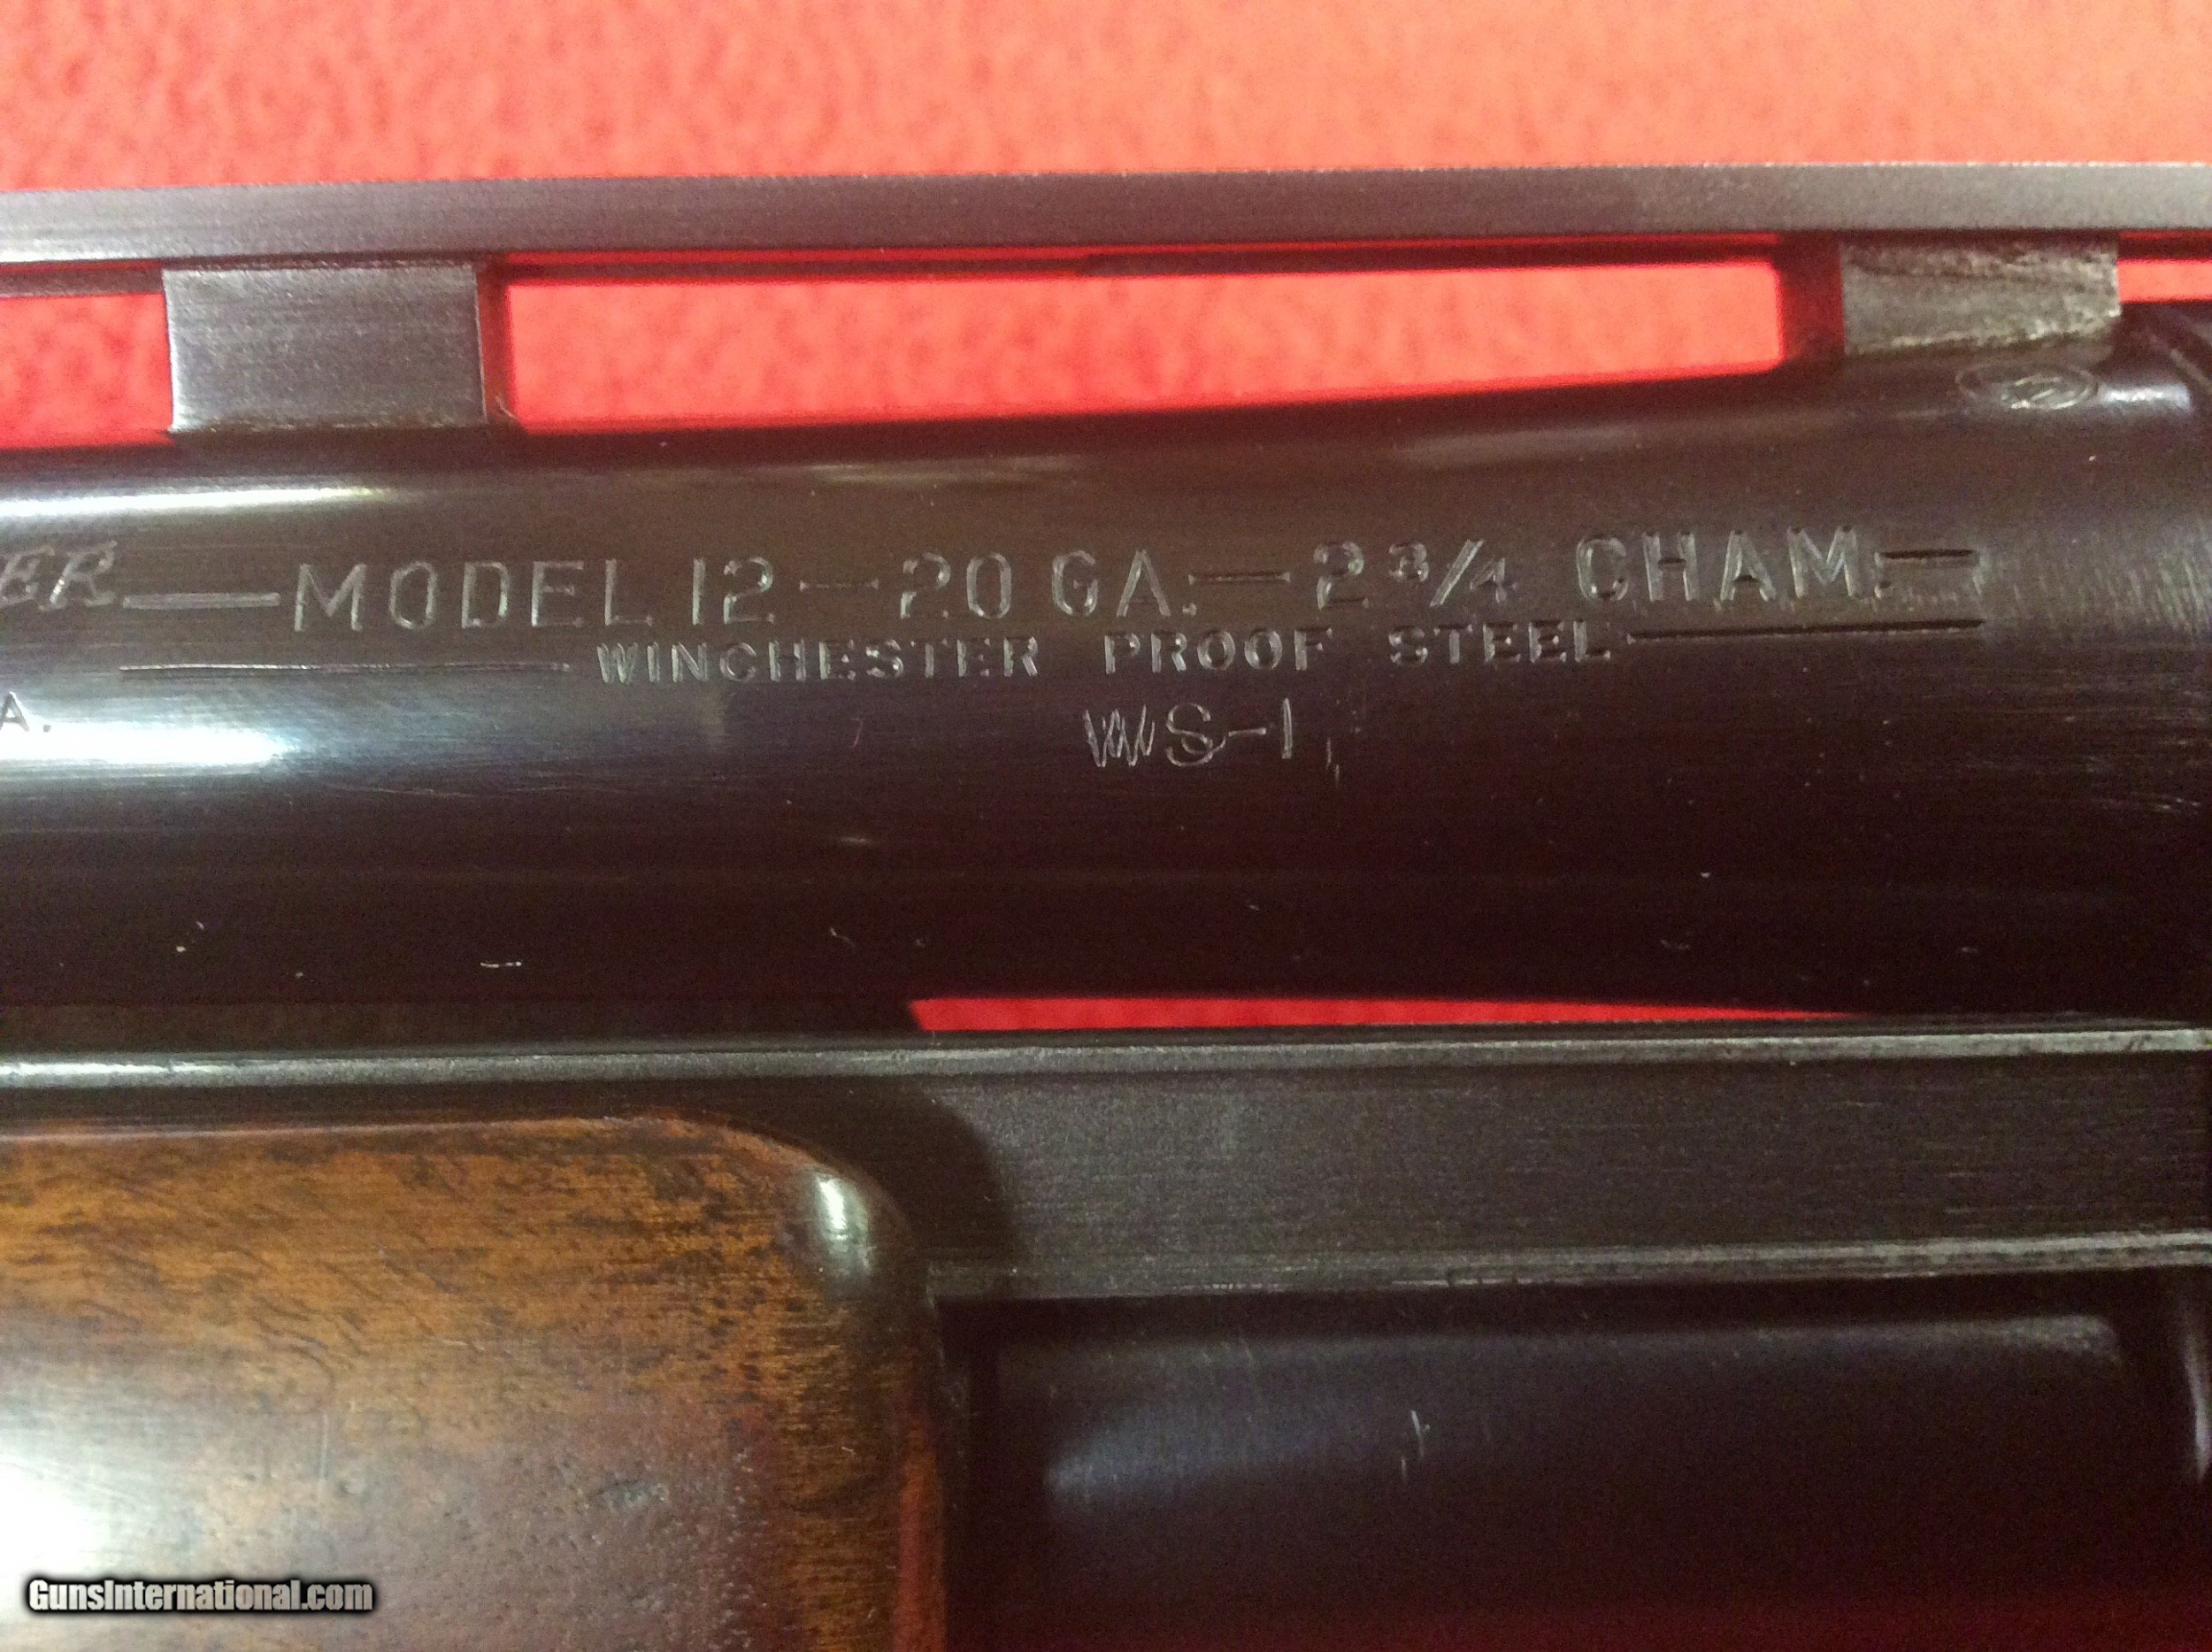 ER—MODEL 12—20 GA.—2 3/4 CHAM.=
—WINCHESTER PROOF STEEL—
A.
WS-1
GunsInternational.com